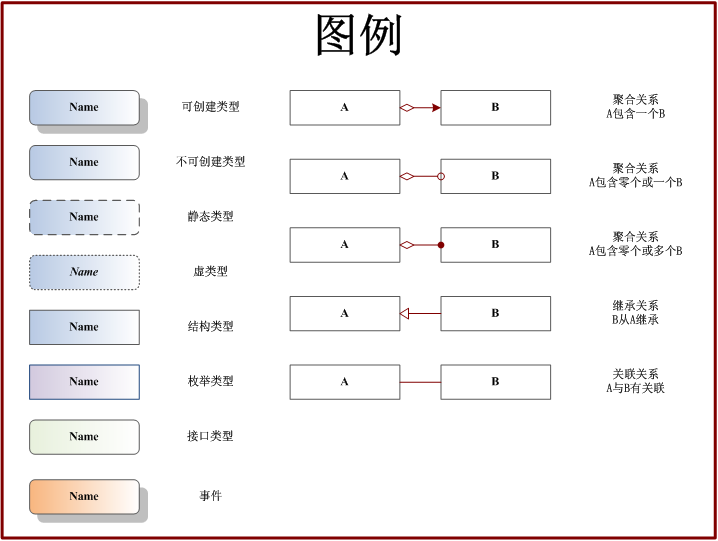 图例
Name
可创建类型
A
B
聚合关系
A包含一个B
Name
不可创建类型
A
B
聚合关系
A包含零个或一个B
Name
静态类型
A
B
聚合关系
A包含零个或多个B
Name
虚类型
Name
结构类型
A
B
继承关系
B从A继承
Name
枚举类型
A
B
关联关系
A与B有关联
Name
接口类型
Name
事件